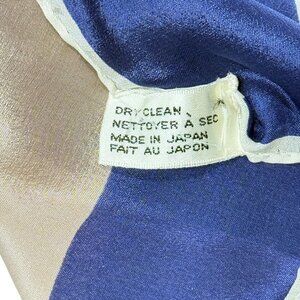 DRYCLEAN
NETTOYER A SEC
MADE IN JAPAN
FAIT AU JAPON